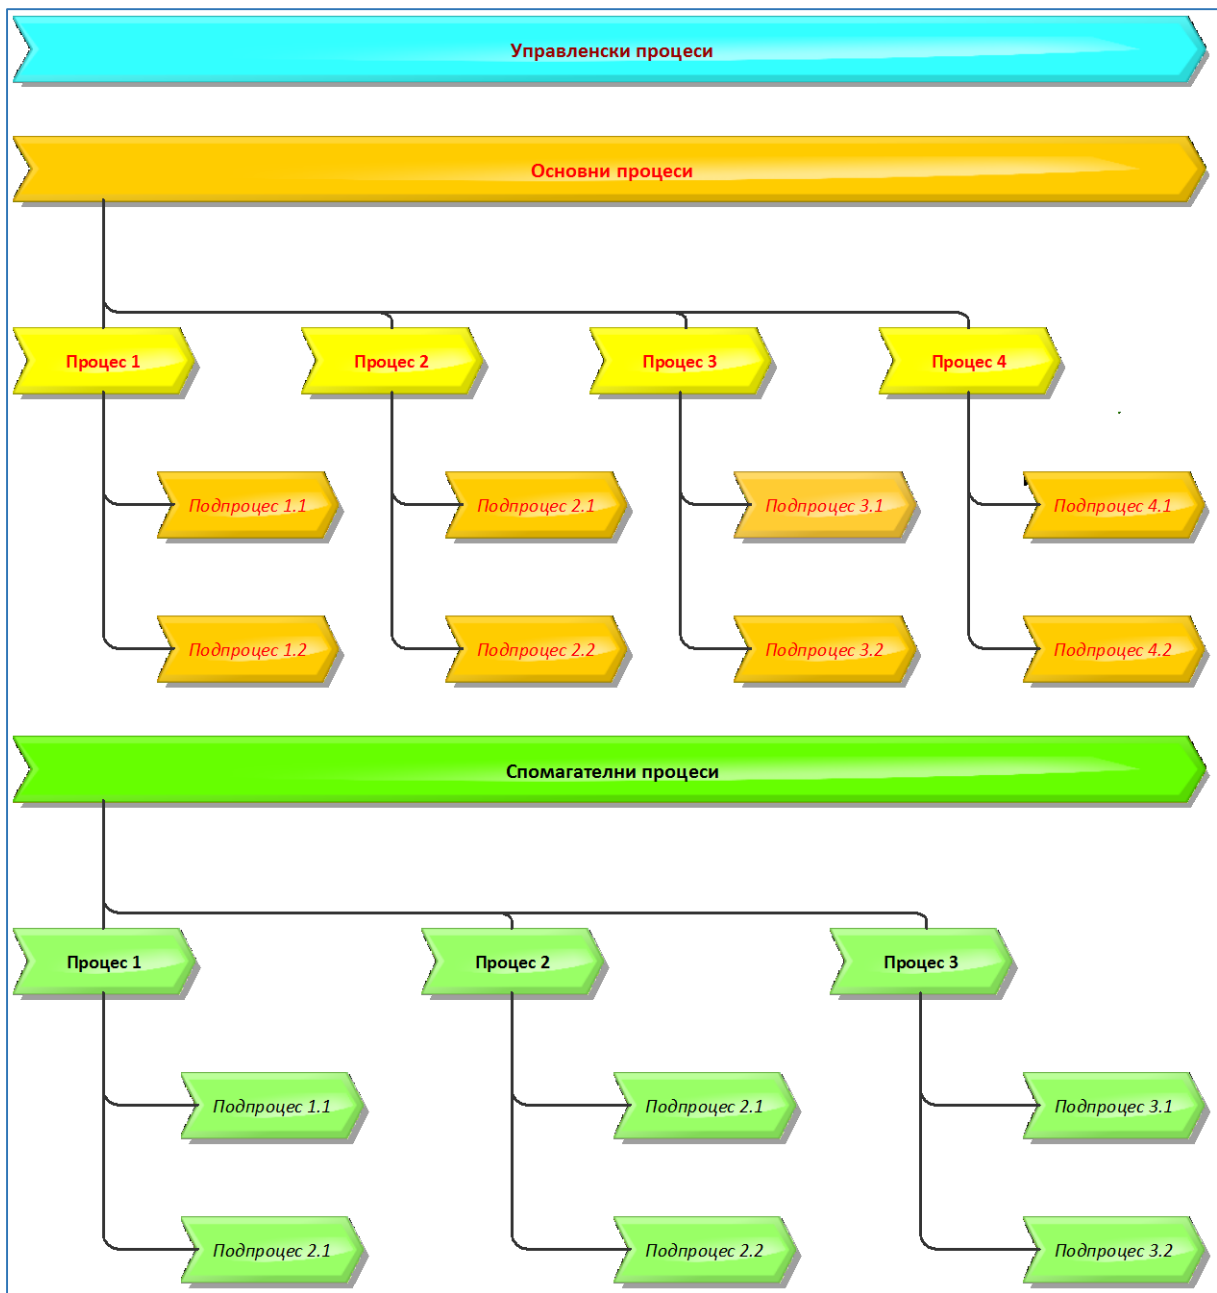 Управленски процеси
Основни процеси
Процес 1
Процес 2
Процес 3
Процес 4
Подпроцес 1.1
Подпроцес 2.1
Подпроцес 3.1
Подпроцес 4.1
Подпроцес 1.2
Подпроцес 2.2
Подпроцес 3.2
Подпроцес 4.2
Спомагателни процеси
Процес 1
Процес 2
Процес 3
Подпроцес 1.1
Подпроцес 2.1
Подпроцес 3.1
Подпроцес 2.1
Подпроцес 2.2
Подпроцес 3.2